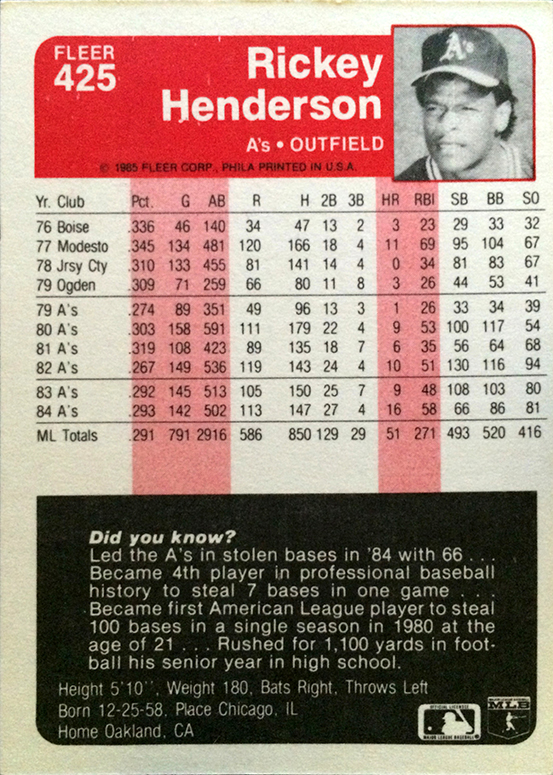 FLEER
425
Rickey
Henderson
A's • OUTFIELD
© 1985 FLEER CORP., PHILA PRINTED IN U.S.A.
A's
Yr. Club Pct. G AB R H 2B 3B HR RBI SB BB SO
76 Boise .336 46 140 34 47 13 2 3 23 29 33 32
77 Modesto .345 134 481 120 166 18 4 11 69 95 104 67
78 Jrsy Cty .310 133 455 81 141 14 4 0 34 81 83 67
79 Ogden .309 71 259 66 80 11 8 3 26 44 53 41
79 A's .274 89 351 49 96 13 3 1 26 33 34 39
80 A's .303 158 591 111 179 22 4 9 53 100 117 54
81 A's .319 108 423 89 135 18 7 6 35 56 64 68
82 A's .267 149 536 119 143 24 4 10 51 130 116 94
83 A's .292 145 513 105 150 25 7 9 48 108 103 80
84 A's .293 142 502 113 147 27 4 16 58 66 86 81
ML Totals .291 791 2916 586 850 129 29 51 271 493 520 416
Did you know?
Led the A's in stolen bases in '84 with 66 . . .
Became 4th player in professional baseball
history to steal 7 bases in one game . . .
Became first American League player to steal
100 bases in a single season in 1980 at the
age of 21 . . . Rushed for 1,100 yards in foot-
ball his senior year in high school.
Height 5'10'', Weight 180, Bats Right, Throws Left
Born 12-25-58, Place Chicago, IL
Home Oakland, CA
OFFICIAL LICENSEE
MAJOR LEAGUE BASEBALL
MLB